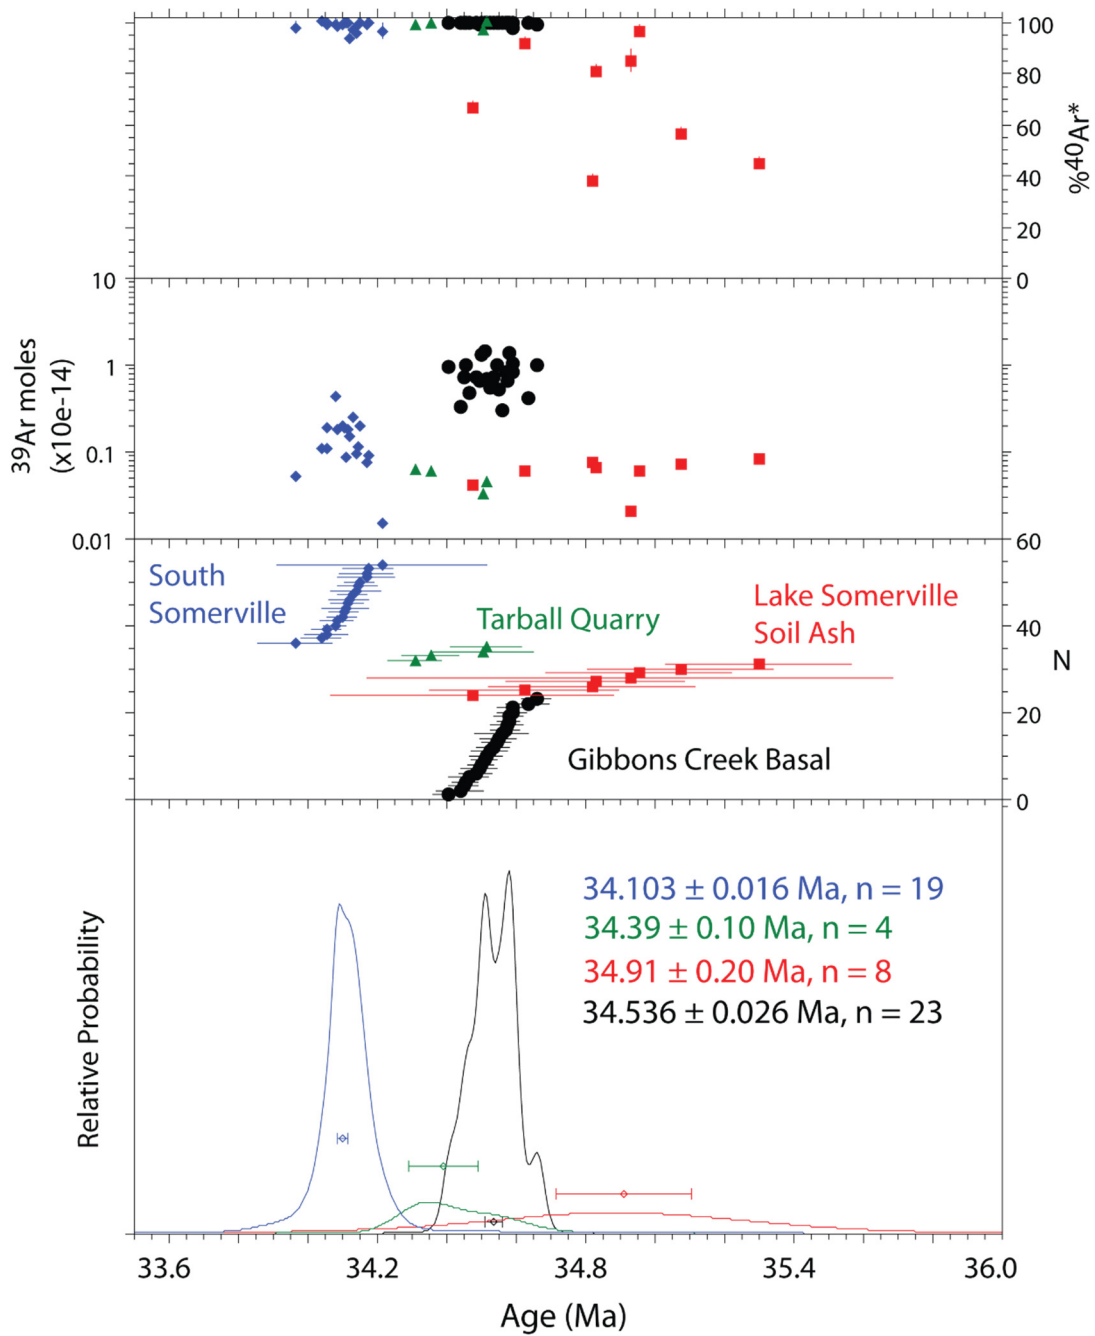 100
80
60
40
20
0
%40Ar*
10
1
0.1
0.01
39Ar moles
(x10e-14)
60
40
20
0
N
South
Somerville
Tarball Quarry
Lake Somerville
Soil Ash
Gibbons Creek Basal
34.103 ± 0.016 Ma, n = 19
34.39 ± 0.10 Ma, n = 4
34.91 ± 0.20 Ma, n = 8
34.536 ± 0.026 Ma, n = 23
Relative Probability
33.6 34.2 34.8 35.4 36.0
Age (Ma)